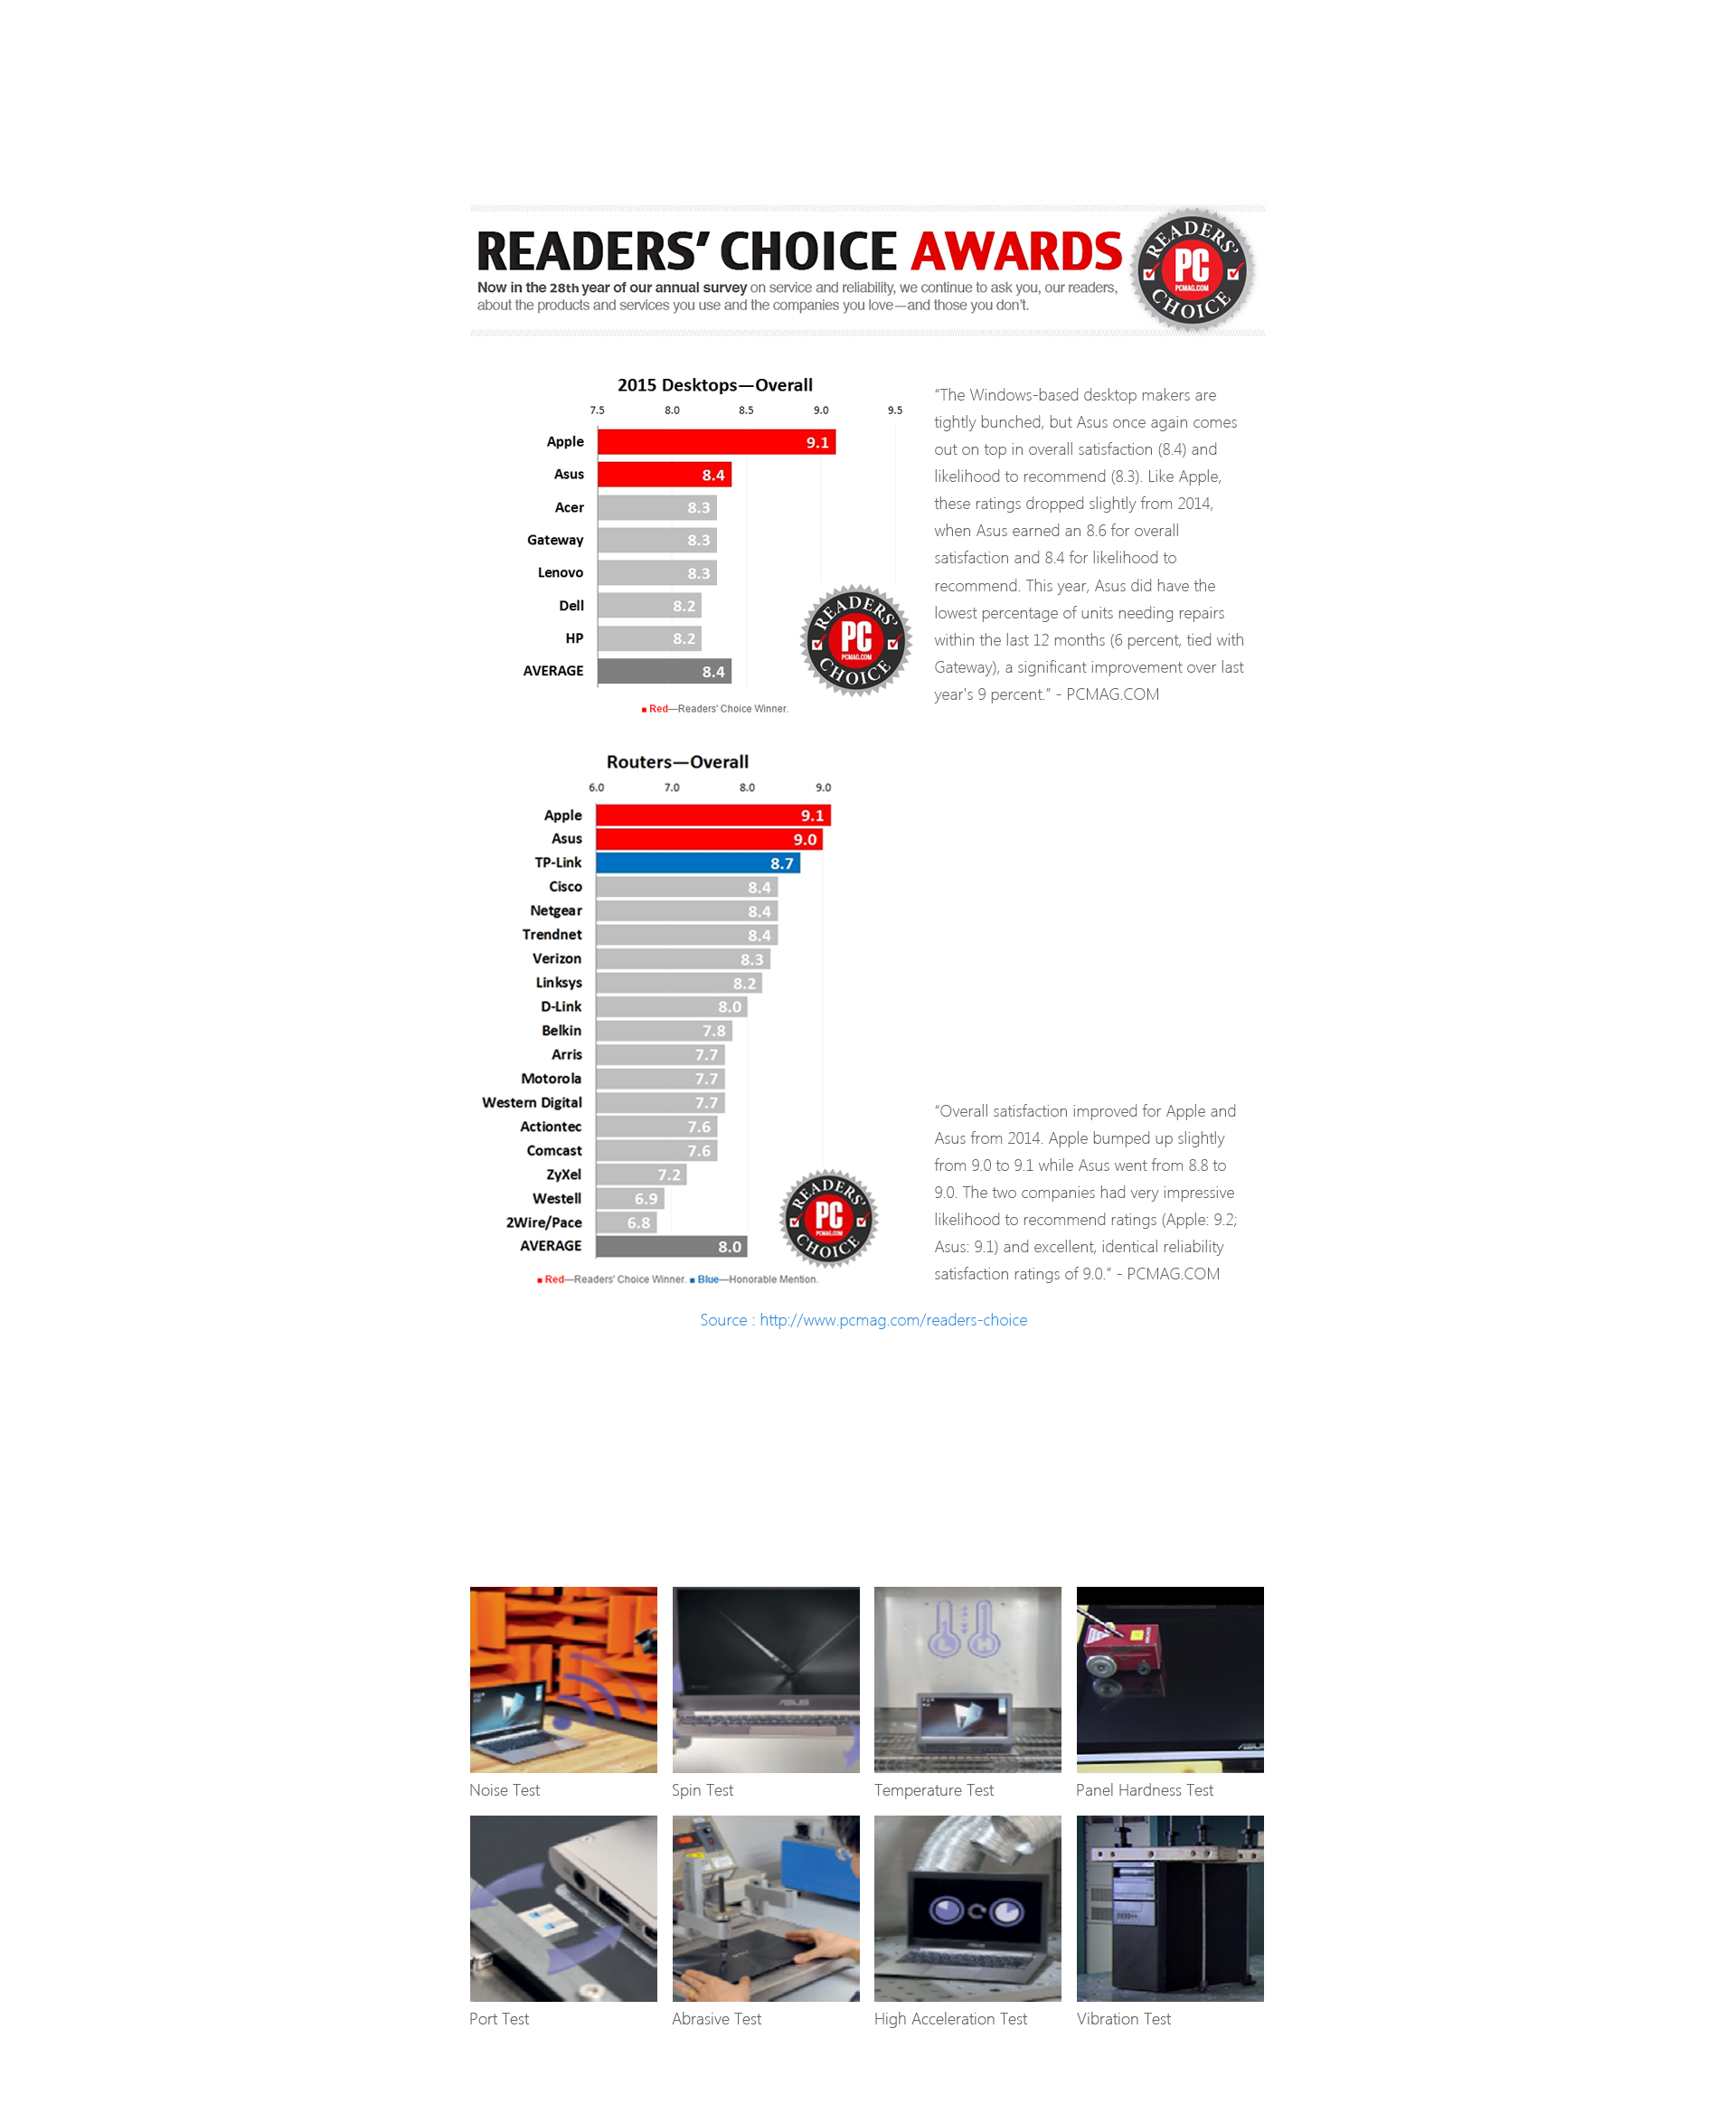 READERS’ CHOICE AWARDS
Now in the 28th year of our annual survey on service and reliability, we continue to ask you, our readers,
about the products and services you use and the companies you love—and those you don’t.
READERS’
PC
PCMAG.COM
CHOICE
2015 Desktops—Overall
7.5 8.0 8.5 9.0 9.5
Apple 9.1
Asus 8.4
Acer 8.3
Gateway 8.3
Lenovo 8.3
Dell 8.2
HP 8.2
AVERAGE 8.4
READERS’
PC
PCMAG.COM
CHOICE
Red—Readers' Choice Winner.
“The Windows-based desktop makers are
tightly bunched, but Asus once again comes
out on top in overall satisfaction (8.4) and
likelihood to recommend (8.3). Like Apple,
these ratings dropped slightly from 2014,
when Asus earned an 8.6 for overall
satisfaction and 8.4 for likelihood to
recommend. This year, Asus did have the
lowest percentage of units needing repairs
within the last 12 months (6 percent, tied with
Gateway), a significant improvement over last
year's 9 percent.” - PCMAG.COM
Routers—Overall
6.0 7.0 8.0 9.0
Apple 9.1
Asus 9.0
TP-Link 8.7
Cisco 8.4
Netgear 8.4
Trendnet 8.4
Verizon 8.3
Linksys 8.2
D-Link 8.0
Belkin 7.8
Arris 7.7
Motorola 7.7
Western Digital 7.7
Actiontec 7.6
Comcast 7.6
ZyXel 7.2
Westell 6.9
2Wire/Pace 6.8
AVERAGE 8.0
READERS’
PC
PCMAG.COM
CHOICE
Red—Readers' Choice Winner. Blue—Honorable Mention.
“Overall satisfaction improved for Apple and
Asus from 2014. Apple bumped up slightly
from 9.0 to 9.1 while Asus went from 8.8 to
9.0. The two companies had very impressive
likelihood to recommend ratings (Apple: 9.2;
Asus: 9.1) and excellent, identical reliability
satisfaction ratings of 9.0.” - PCMAG.COM
Source : http://www.pcmag.com/readers-choice
ASUS
L H
Noise Test
Spin Test
Temperature Test
Panel Hardness Test
Port Test
Abrasive Test
High Acceleration Test
Vibration Test